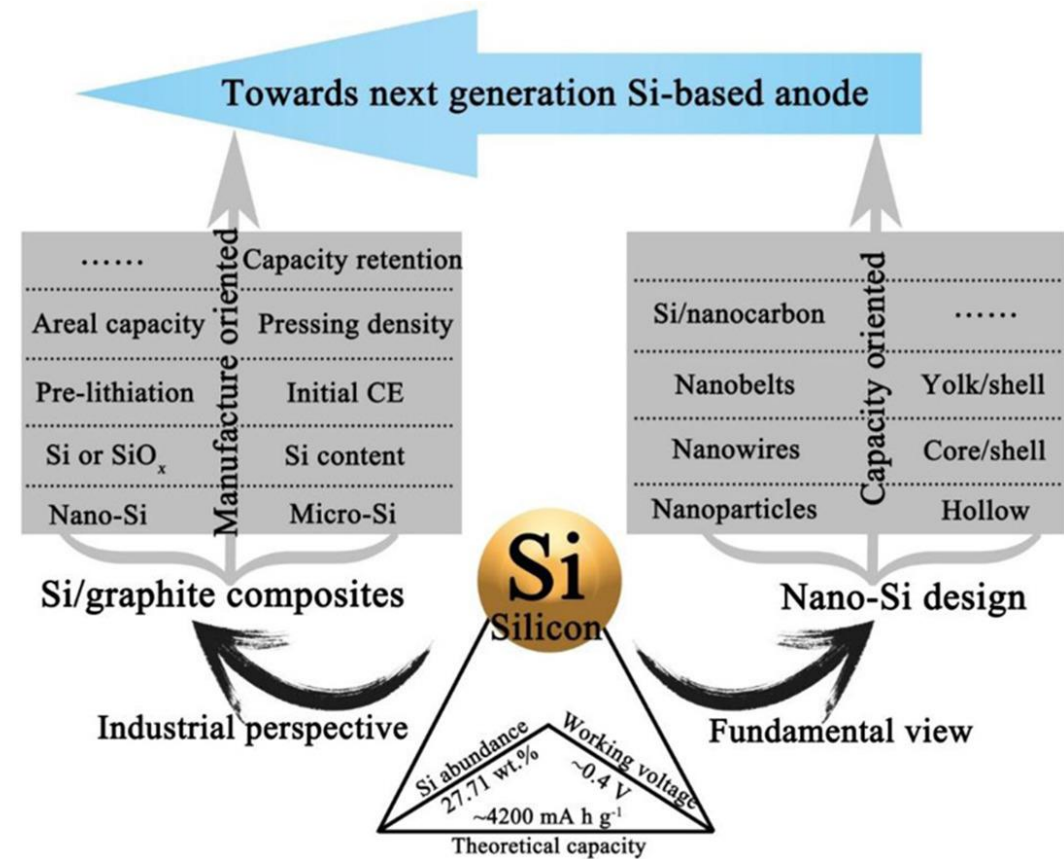 Towards next generation Si-based anode
Manufacture oriented
……
Capacity retention
Areal capacity
Pressing density
Pre-lithiation
Initial CE
Si or SiOₓ
Si content
Nano-Si
Micro-Si
Si/graphite composites
Industrial perspective
Capacity oriented
Si/nanocarbon
……
Nanobelts
Yolk/shell
Nanowires
Core/shell
Nanoparticles
Hollow
Nano-Si design
Fundamental view
Si
Silicon
Si abundance
27.71 wt.%
Working voltage
~0.4 V
~4200 mA h g⁻¹
Theoretical capacity